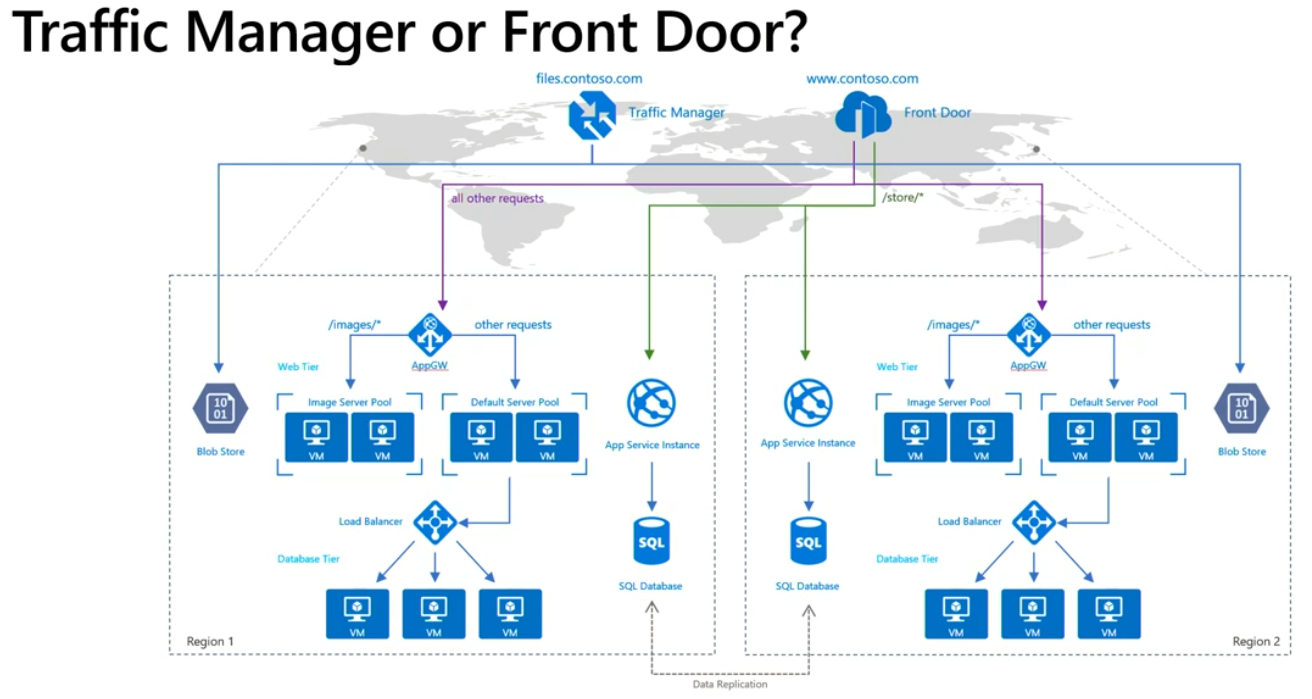 Traffic Manager or Front Door?
files.contoso.com
www.contoso.com
Traffic Manager
Front Door
all other requests
/store/*
/images/*
other requests
/images/*
other requests
Web Tier
AppGW
Web Tier
AppGW
Image Server Pool
Default Server Pool
Image Server Pool
Default Server Pool
10
01
10
01
VM
VM
VM
VM
VM
VM
VM
VM
Blob Store
App Service Instance
App Service Instance
Blob Store
Load Balancer
SQL
SQL
Load Balancer
Database Tier
Database Tier
SQL Database
SQL Database
VM
VM
VM
VM
VM
VM
Region 1
Region 2
Data Replication